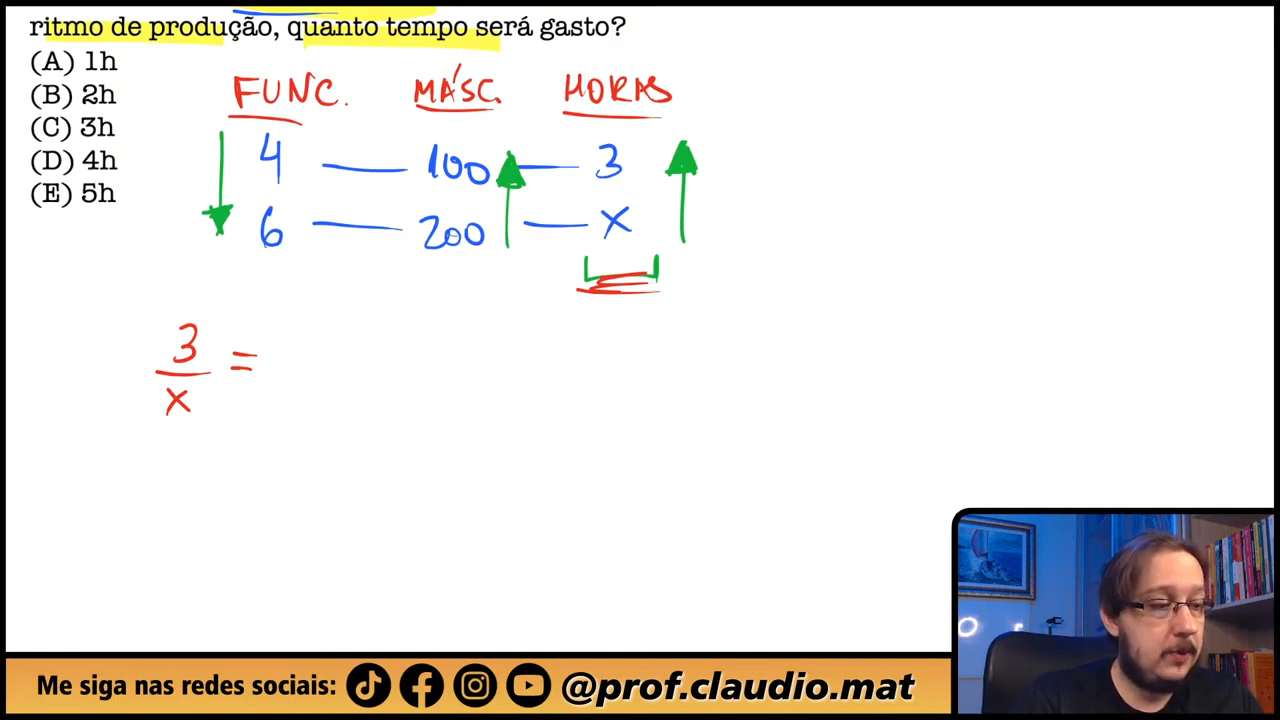 ritmo de produção, quanto tempo será gasto?
(A) 1h
(B) 2h
(C) 3h
(D) 4h
(E) 5h
FUNC. MÁSC. HORAS
4 — 100 — 3
6 — 200 — x
3
x
=
Me siga nas redes sociais: @prof.claudio.mat